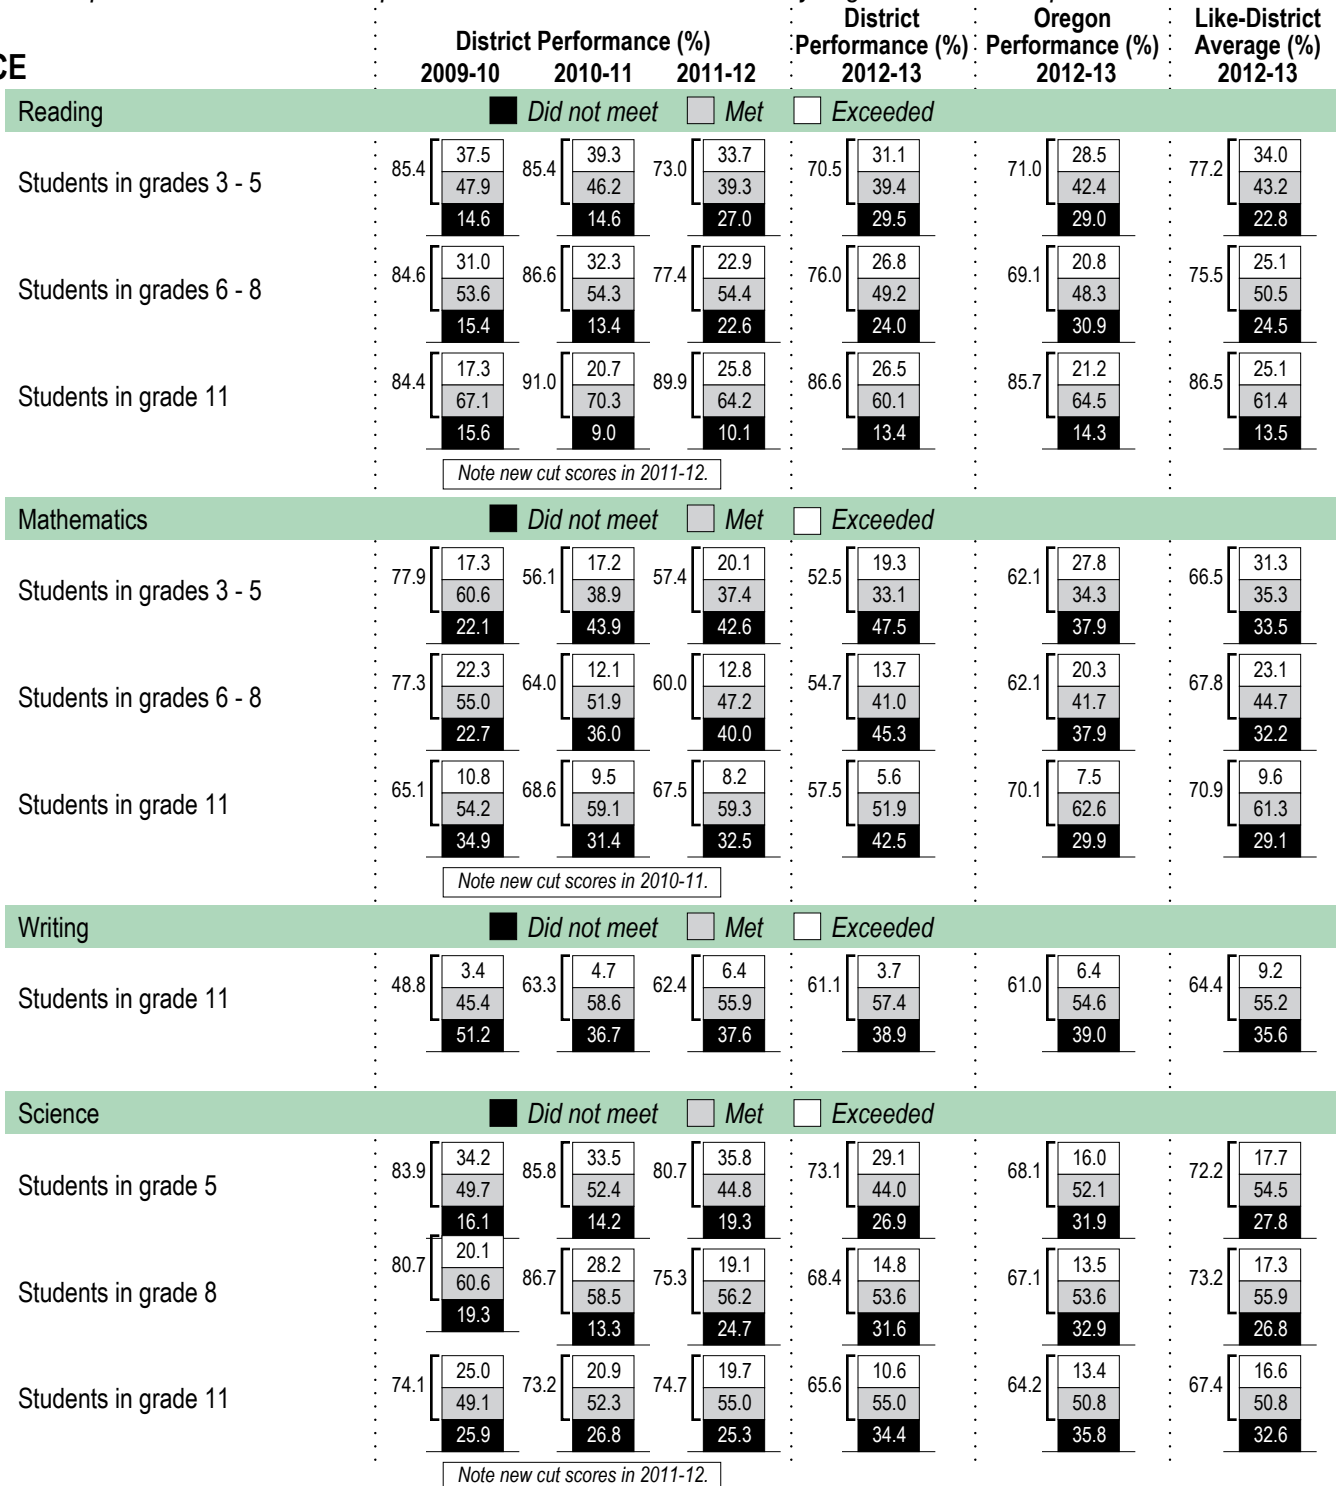 District Oregon Like-District
District Performance (%) Performance (%) Performance (%) Average (%)
CE 2009-10 2010-11 2011-12 2012-13 2012-13 2012-13
Reading Did not meet Met Exceeded
37.5 39.3 33.7 31.1 28.5 34.0
Students in grades 3 - 5 85.4 47.9 85.4 46.2 73.0 39.3 70.5 39.4 71.0 42.4 77.2 43.2
14.6 14.6 27.0 29.5 29.0 22.8
31.0 32.3 22.9 26.8 20.8 25.1
Students in grades 6 - 8 84.6 53.6 86.6 54.3 77.4 54.4 76.0 49.2 69.1 48.3 75.5 50.5
15.4 13.4 22.6 24.0 30.9 24.5
17.3 20.7 25.8 26.5 21.2 25.1
Students in grade 11 84.4 67.1 91.0 70.3 89.9 64.2 86.6 60.1 85.7 64.5 86.5 61.4
15.6 9.0 10.1 13.4 14.3 13.5
Note new cut scores in 2011-12.
Mathematics Did not meet Met Exceeded
17.3 17.2 20.1 19.3 27.8 31.3
Students in grades 3 - 5 77.9 60.6 56.1 38.9 57.4 37.4 52.5 33.1 62.1 34.3 66.5 35.3
22.1 43.9 42.6 47.5 37.9 33.5
22.3 12.1 12.8 13.7 20.3 23.1
Students in grades 6 - 8 77.3 55.0 64.0 51.9 60.0 47.2 54.7 41.0 62.1 41.7 67.8 44.7
22.7 36.0 40.0 45.3 37.9 32.2
10.8 9.5 8.2 5.6 7.5 9.6
Students in grade 11 65.1 54.2 68.6 59.1 67.5 59.3 57.5 51.9 70.1 62.6 70.9 61.3
34.9 31.4 32.5 42.5 29.9 29.1
Note new cut scores in 2010-11.
Writing Did not meet Met Exceeded
3.4 4.7 6.4 3.7 6.4 9.2
Students in grade 11 48.8 45.4 63.3 58.6 62.4 55.9 61.1 57.4 61.0 54.6 64.4 55.2
51.2 36.7 37.6 38.9 39.0 35.6
Science Did not meet Met Exceeded
34.2 33.5 35.8 29.1 16.0 17.7
Students in grade 5 83.9 49.7 85.8 52.4 80.7 44.8 73.1 44.0 68.1 52.1 72.2 54.5
16.1 14.2 19.3 26.9 31.9 27.8
20.1 28.2 19.1 14.8 13.5 17.3
Students in grade 8 80.7 60.6 86.7 58.5 75.3 56.2 68.4 53.6 67.1 53.6 73.2 55.9
19.3 13.3 24.7 31.6 32.9 26.8
25.0 20.9 19.7 10.6 13.4 16.6
Students in grade 11 74.1 49.1 73.2 52.3 74.7 55.0 65.6 55.0 64.2 50.8 67.4 50.8
25.9 26.8 25.3 34.4 35.8 32.6
Note new cut scores in 2011-12.